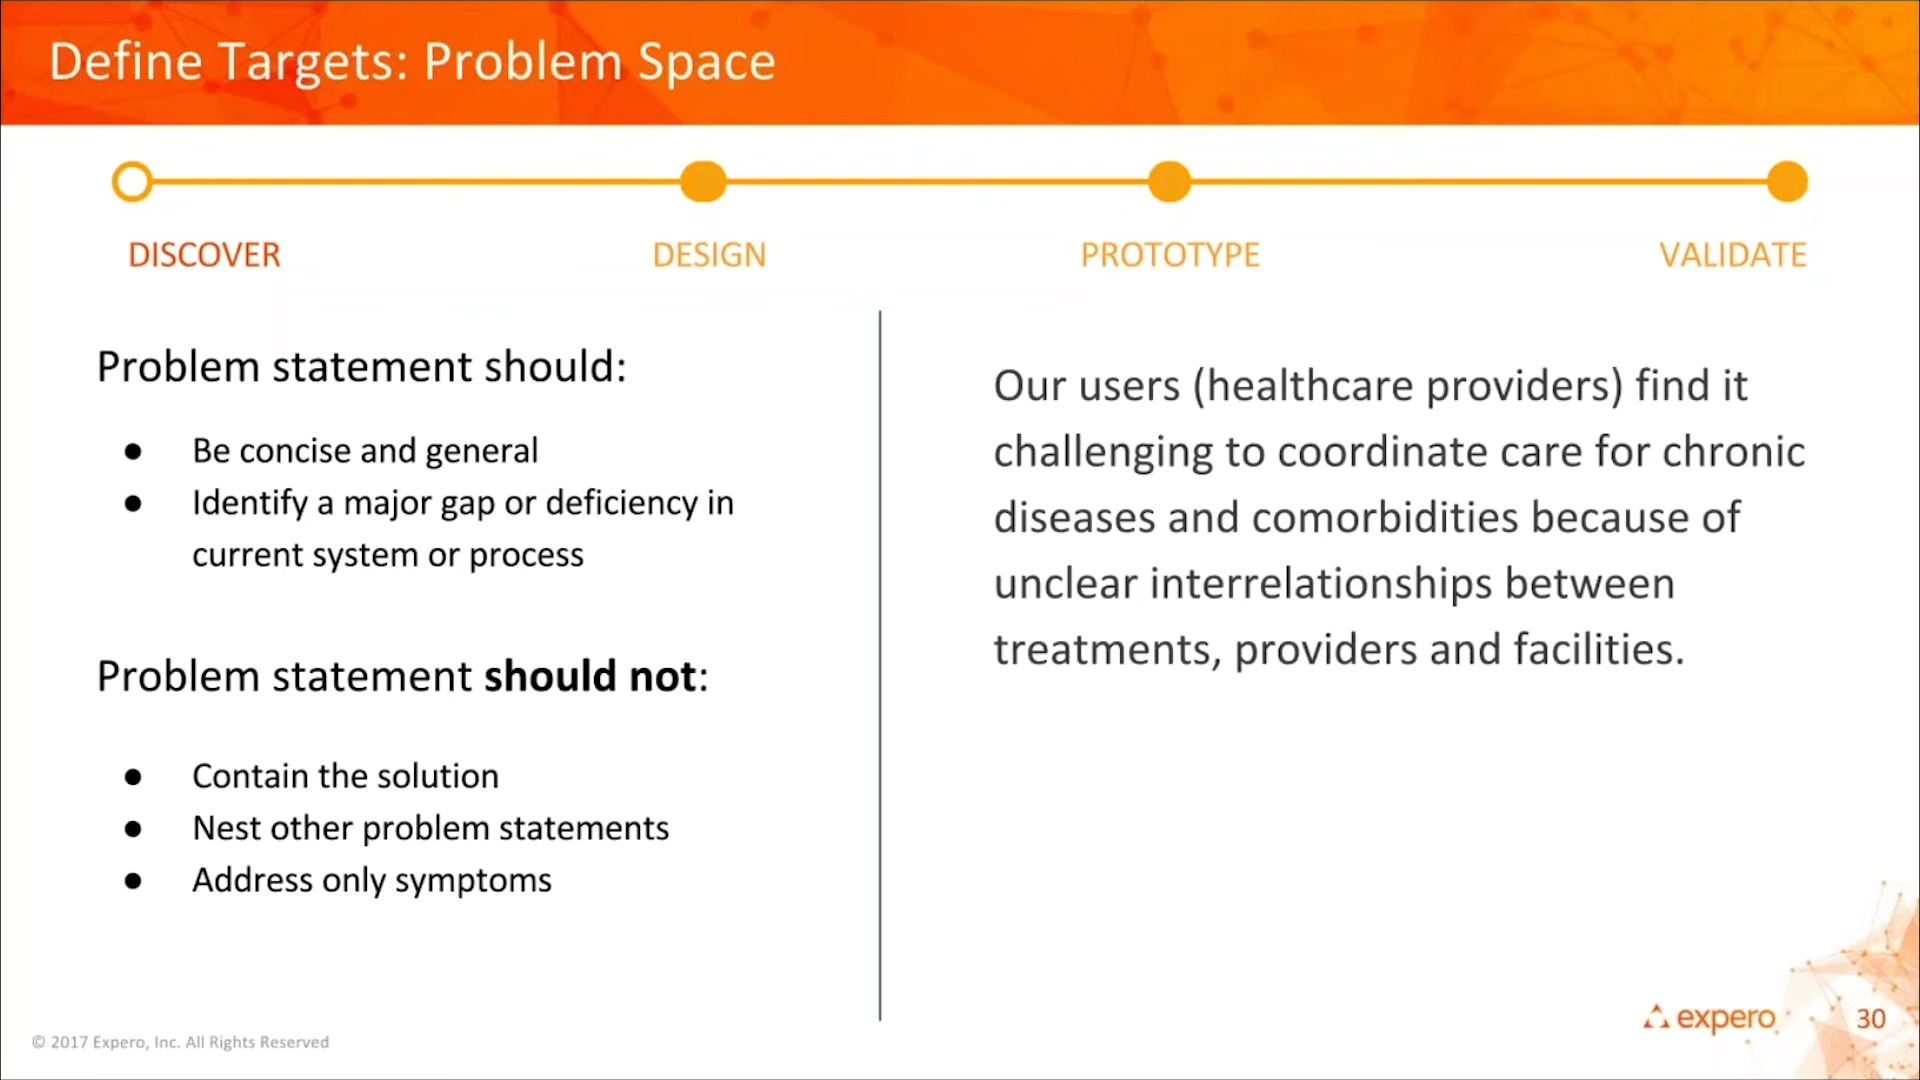 Define Targets: Problem Space
DISCOVER
DESIGN
PROTOTYPE
VALIDATE
Problem statement should:
● Be concise and general
● Identify a major gap or deficiency in
current system or process
Problem statement should not:
● Contain the solution
● Nest other problem statements
● Address only symptoms
Our users (healthcare providers) find it
challenging to coordinate care for chronic
diseases and comorbidities because of
unclear interrelationships between
treatments, providers and facilities.
© 2017 Expero, Inc. All Rights Reserved
expero
30